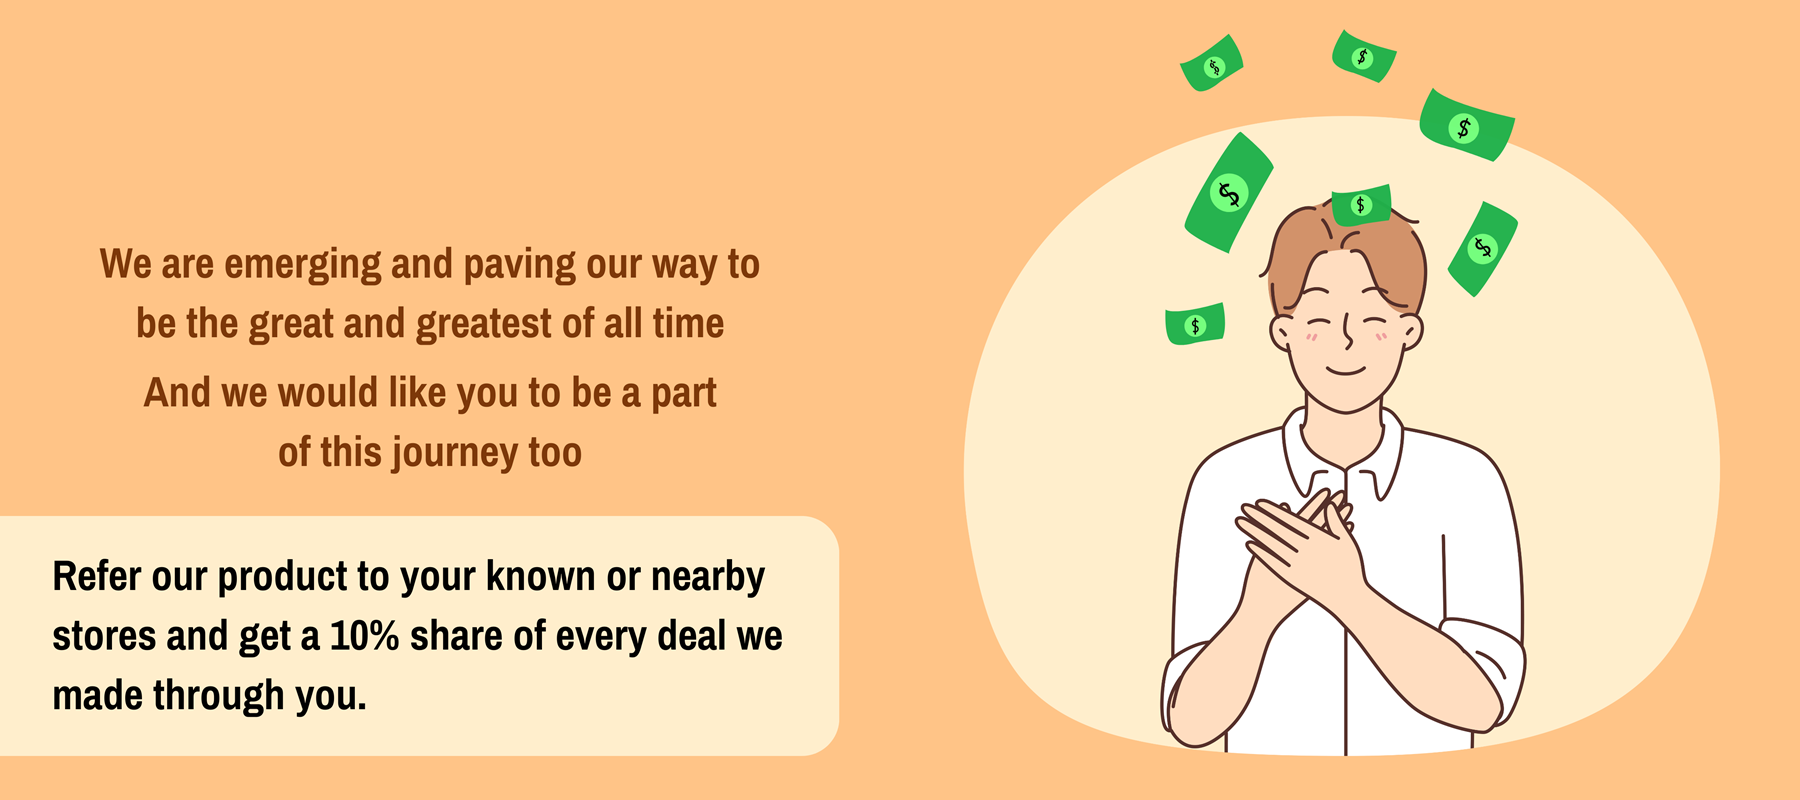 We are emerging and paving our way to
be the great and greatest of all time
And we would like you to be a part
of this journey too
Refer our product to your known or nearby
stores and get a 10% share of every deal we
made through you.
$
$
$
$
$
$
$